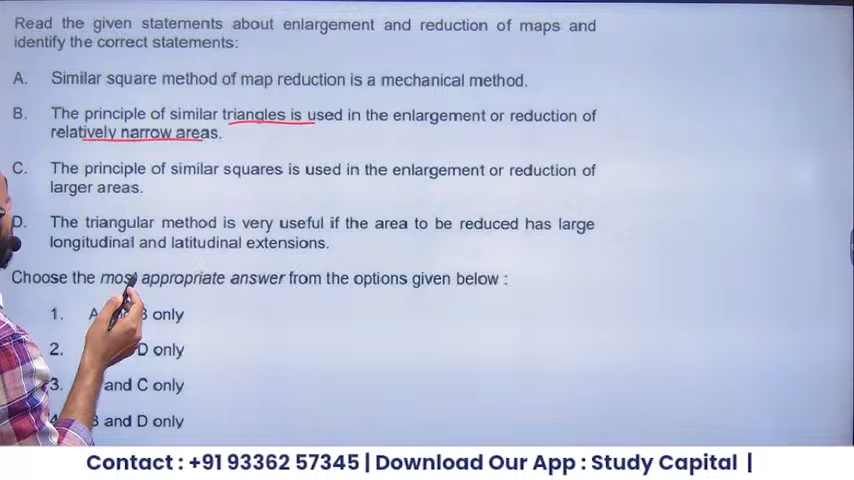 Read the given statements about enlargement and reduction of maps and
identify the correct statements:
A. Similar square method of map reduction is a mechanical method.
B. The principle of similar triangles is used in the enlargement or reduction of
relatively narrow areas.
C. The principle of similar squares is used in the enlargement or reduction of
larger areas.
D. The triangular method is very useful if the area to be reduced has large
longitudinal and latitudinal extensions.
Choose the most appropriate answer from the options given below :
1. A B only
2. D only
3. and C only
B and D only
Contact : +91 93362 57345 | Download Our App : Study Capital |